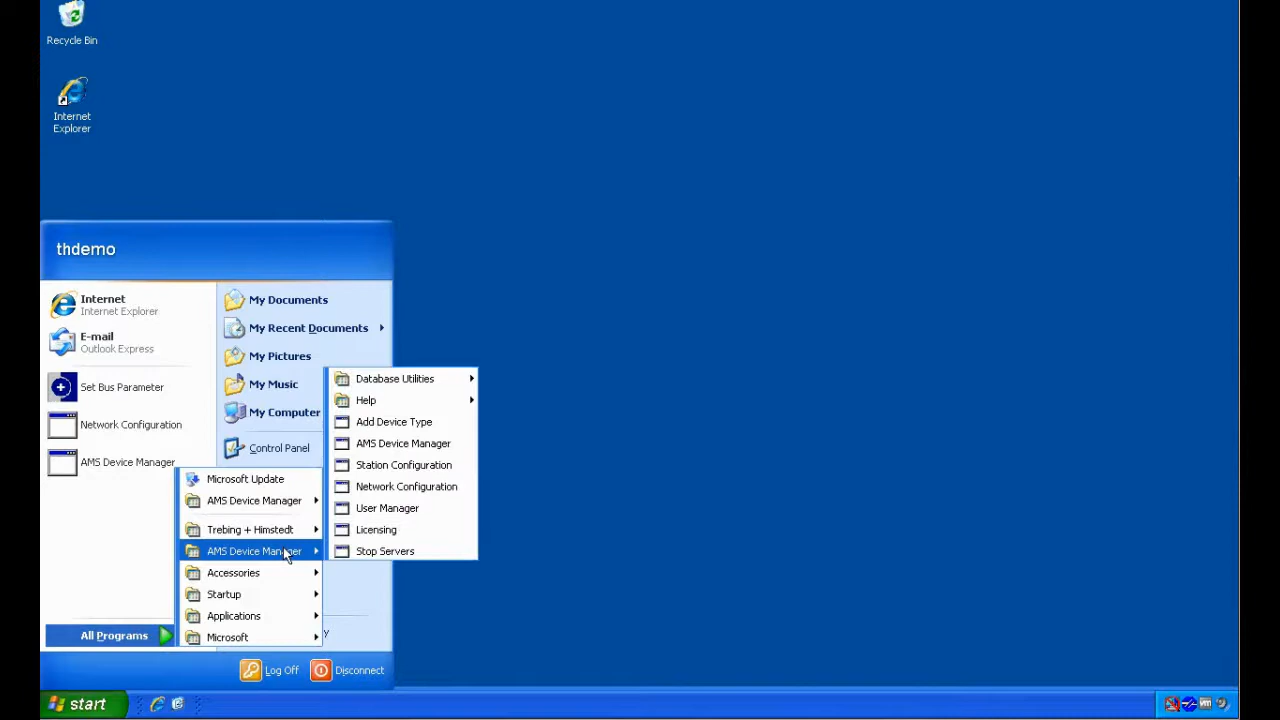 Recycle Bin
Internet
Explorer
thdemo
Internet
Internet Explorer
E-mail
Outlook Express
Set Bus Parameter
Network Configuration
AMS Device Manager
All Programs
My Documents
My Recent Documents
My Pictures
My Music
My Computer
Control Panel
Microsoft Update
AMS Device Manager
Trebing + Himstedt
AMS Device Manager
Accessories
Startup
Applications
Microsoft
Database Utilities
Help
Add Device Type
AMS Device Manager
Station Configuration
Network Configuration
User Manager
Licensing
Stop Servers
Log Off
Disconnect
start